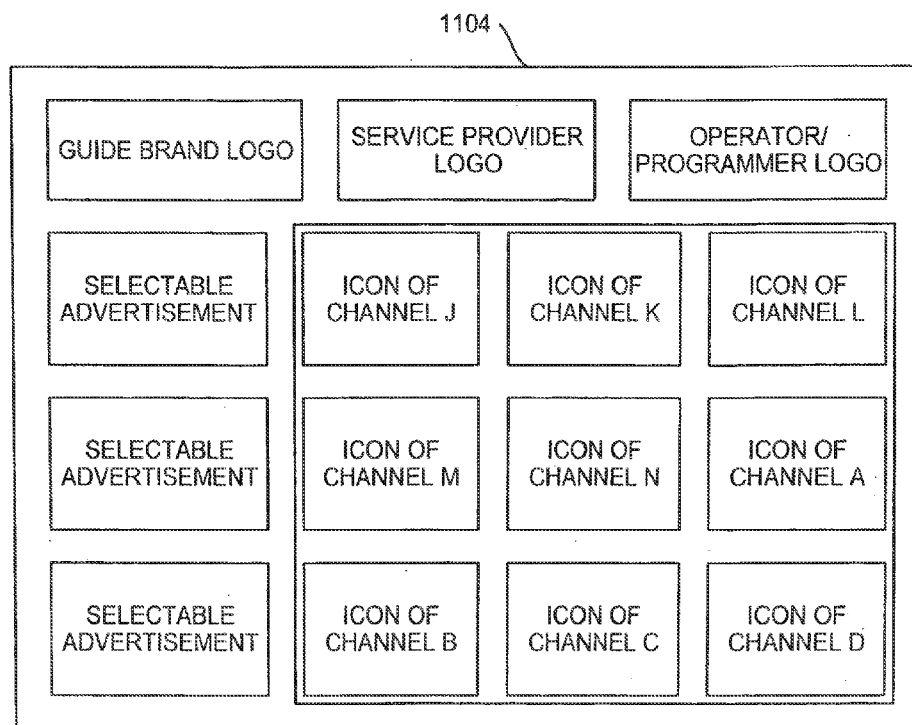 1104
GUIDE BRAND LOGO
SERVICE PROVIDER
LOGO
OPERATOR/
PROGRAMMER LOGO
SELECTABLE
ADVERTISEMENT
ICON OF
CHANNEL J
ICON OF
CHANNEL K
ICON OF
CHANNEL L
SELECTABLE
ADVERTISEMENT
ICON OF
CHANNEL M
ICON OF
CHANNEL N
ICON OF
CHANNEL A
SELECTABLE
ADVERTISEMENT
ICON OF
CHANNEL B
ICON OF
CHANNEL C
ICON OF
CHANNEL D